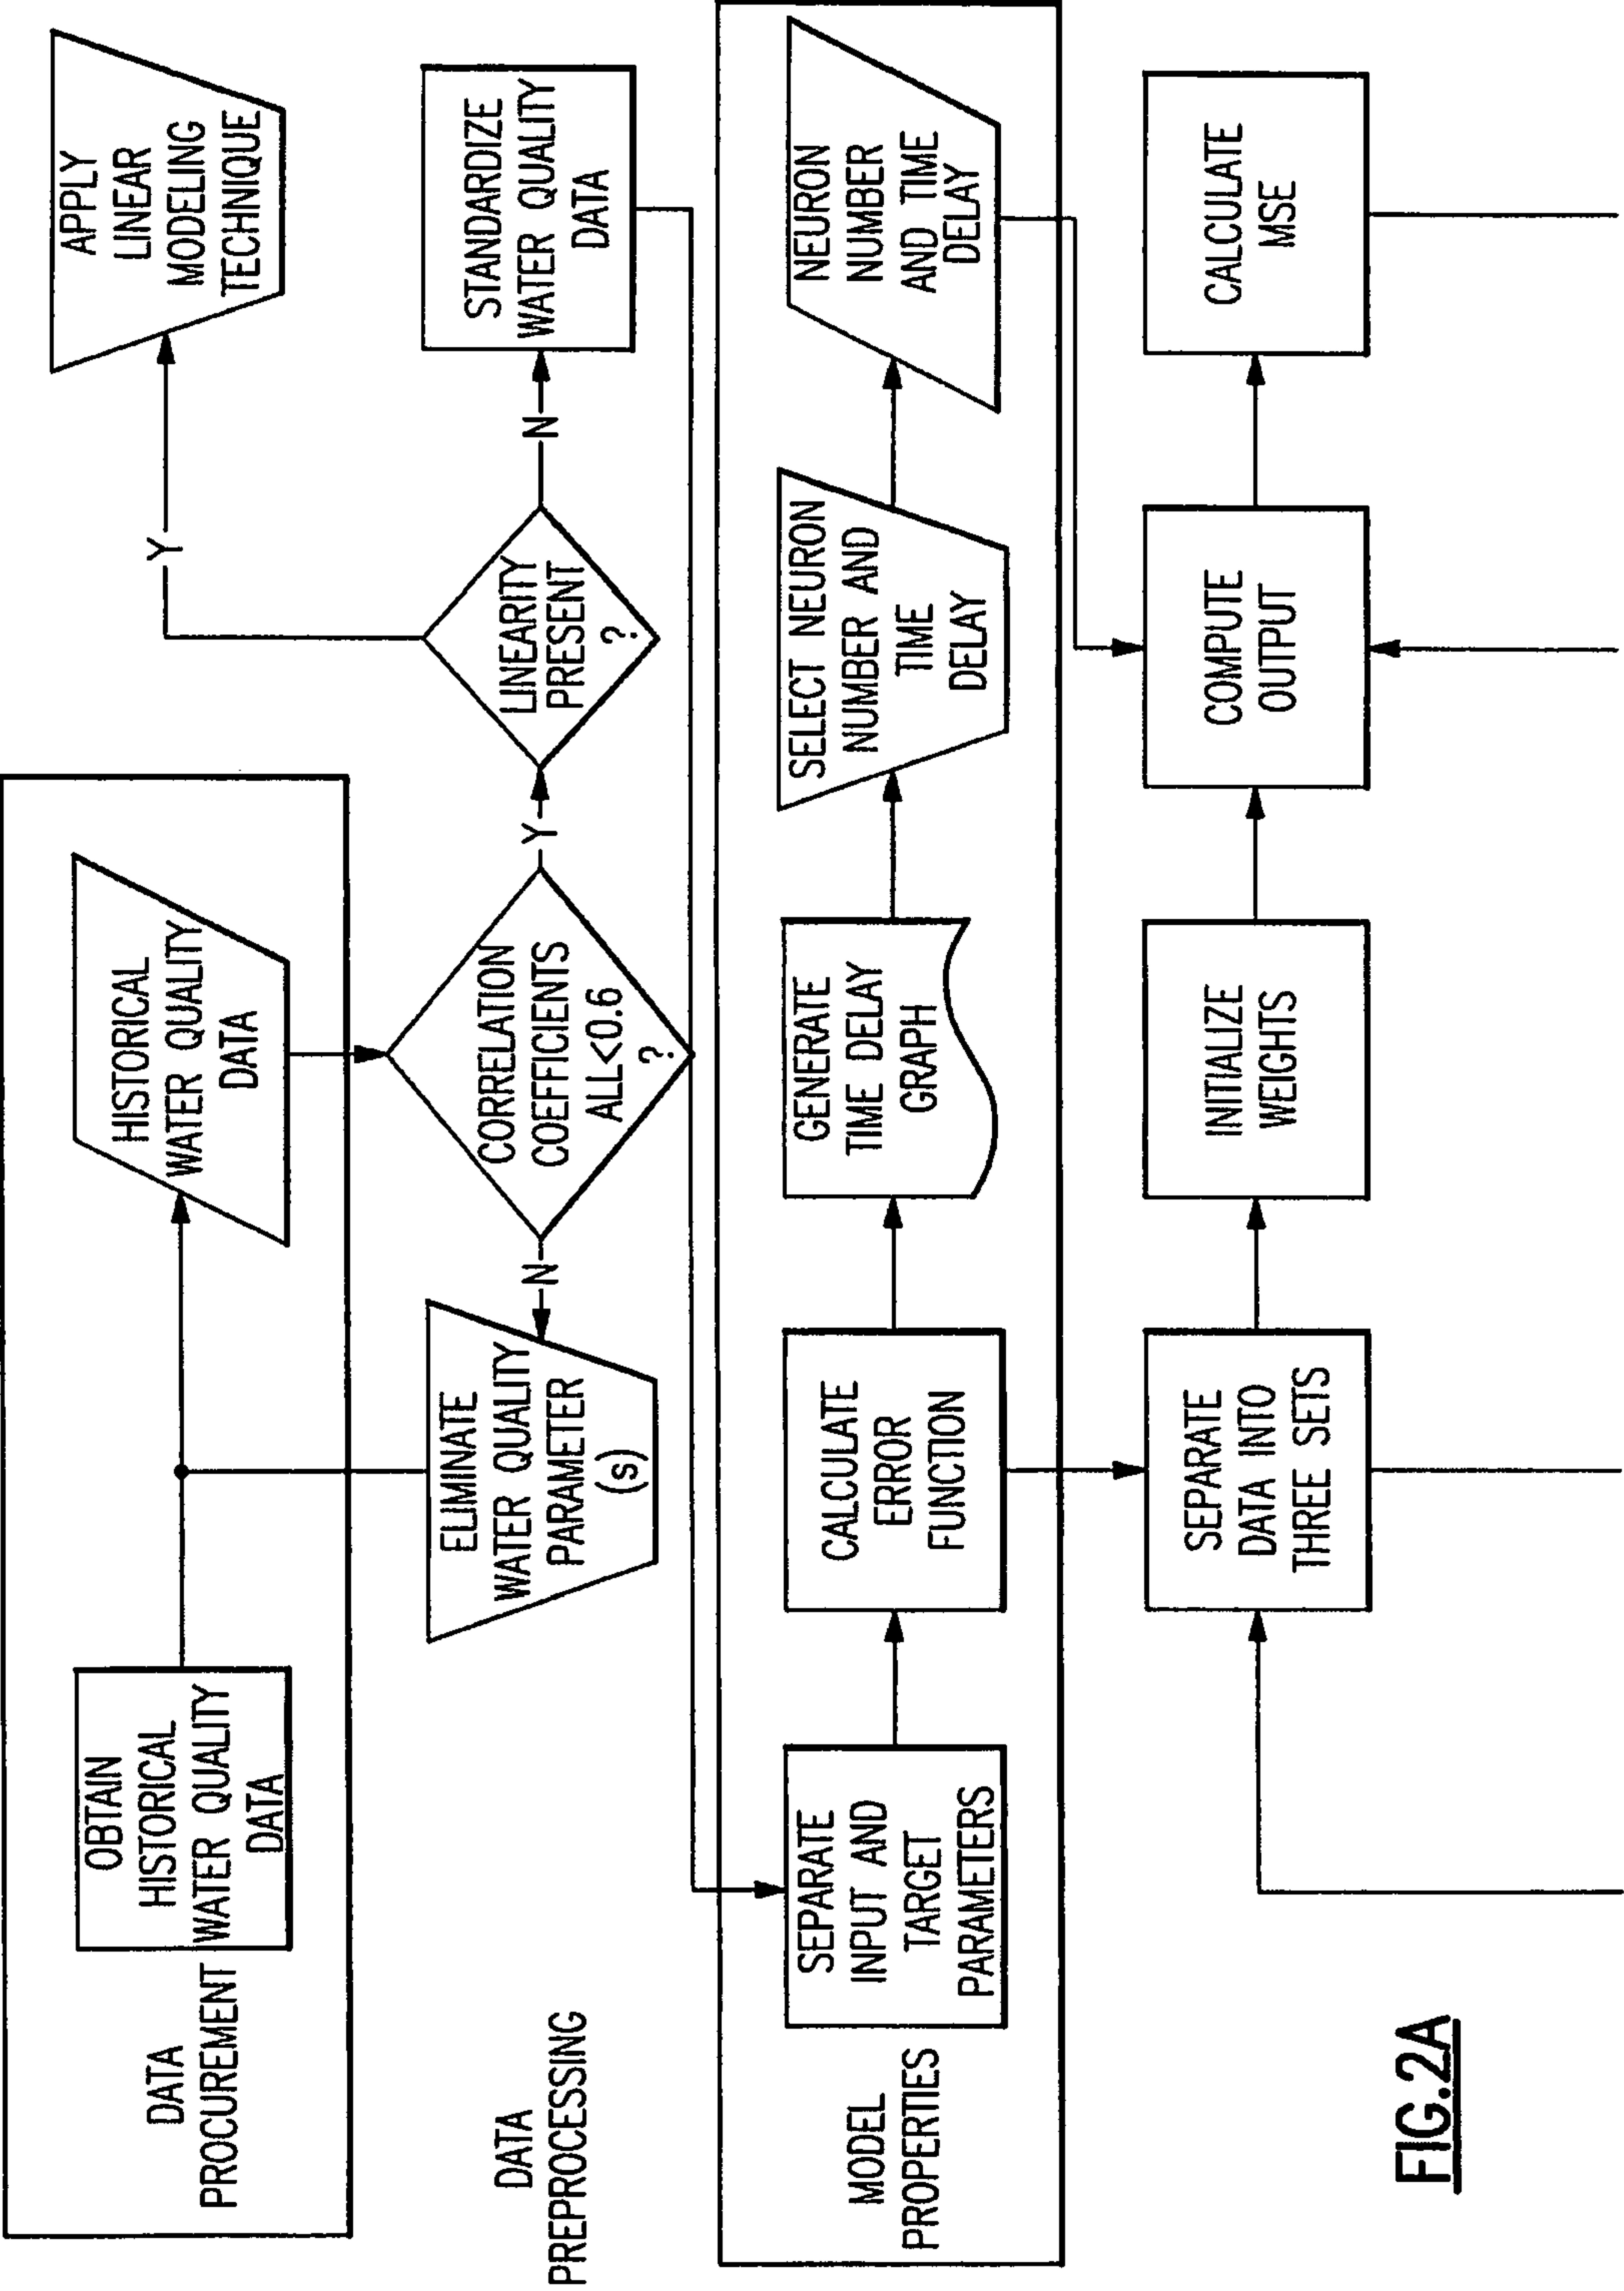 DATA
PROCUREMENT
OBTAIN
HISTORICAL
WATER QUALITY
DATA
HISTORICAL
WATER QUALITY
DATA
APPLY
LINEAR
MODELING
TECHNIQUE
DATA
PREPROCESSING
ELIMINATE
WATER QUALITY
PARAMETER
(s)
N
CORRELATION
COEFFICIENTS
ALL<0.6
?
Y
LINEARITY
PRESENT
?
Y
N
STANDARDIZE
WATER QUALITY
DATA
MODEL
PROPERTIES
SEPARATE
INPUT AND
TARGET
PARAMETERS
CALCULATE
ERROR
FUNCTION
GENERATE
TIME DELAY
GRAPH
SELECT NEURON
NUMBER AND
TIME
DELAY
NEURON
NUMBER
AND TIME
DELAY
SEPARATE
DATA INTO
THREE SETS
INITIALIZE
WEIGHTS
COMPUTE
OUTPUT
CALCULATE
MSE
FIG.2A